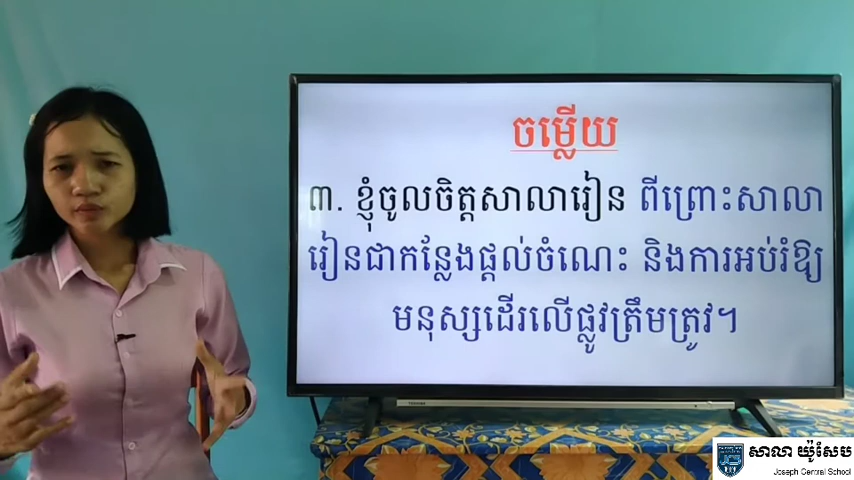 ចម្លើយ
៣. ខ្ញុំចូលចិត្តសាលារៀន ពីព្រោះសាលា
រៀនជាកន្លែងផ្តល់ចំណេះ និងការអប់រំឱ្យ
មនុស្សដើរលើផ្លូវត្រឹមត្រូវ។
TOSHIBA
JCS
សាលា យ៉ូសែប
Joseph Central School